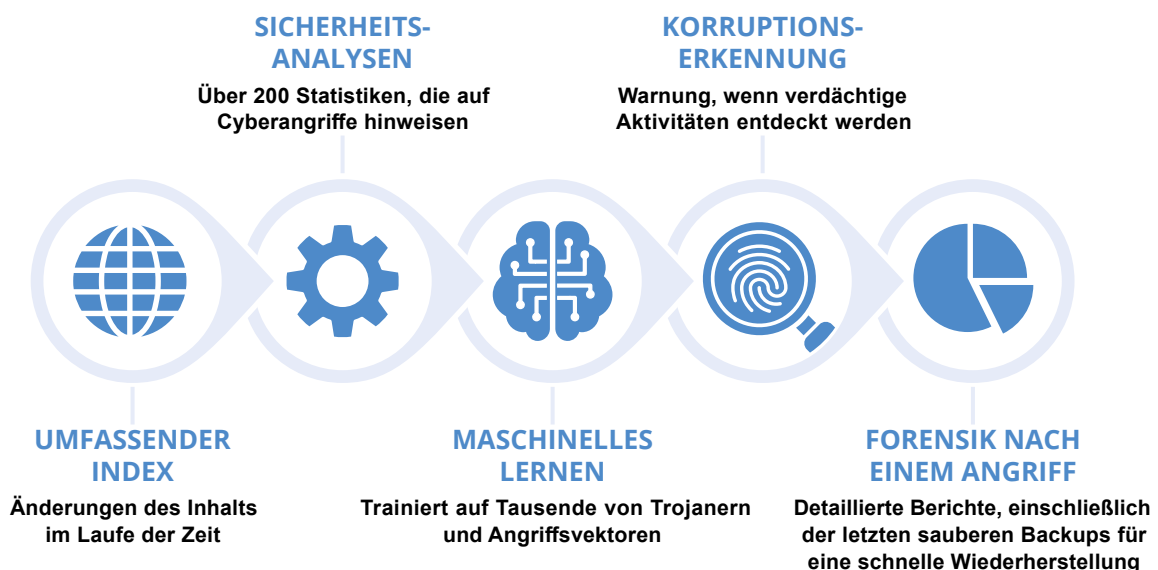 SICHERHEITS-
ANALYSEN
Über 200 Statistiken, die auf
Cyberangriffe hinweisen
KORRUPTIONS-
ERKENNUNG
Warnung, wenn verdächtige
Aktivitäten entdeckt werden
UMFASSENDER
INDEX
Änderungen des Inhalts
im Laufe der Zeit
MASCHINELLES
LERNEN
Trainiert auf Tausende von Trojanern
und Angriffsvektoren
FORENSIK NACH
EINEM ANGRIFF
Detaillierte Berichte, einschließlich
der letzten sauberen Backups für
eine schnelle Wiederherstellung